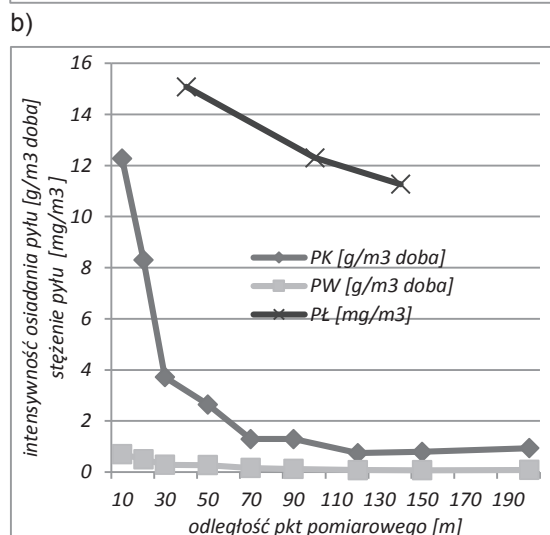 b)
intensywność osiadania pyłu [g/m3 doba]
stężenie pyłu [mg/m3 ]
16
14
12
10
8
6
4
2
0
PK [g/m3 doba]
PW [g/m3 doba]
PŁ [mg/m3]
10 30 50 70 90 110 130 150 170 190
odległość pkt pomiarowego [m]